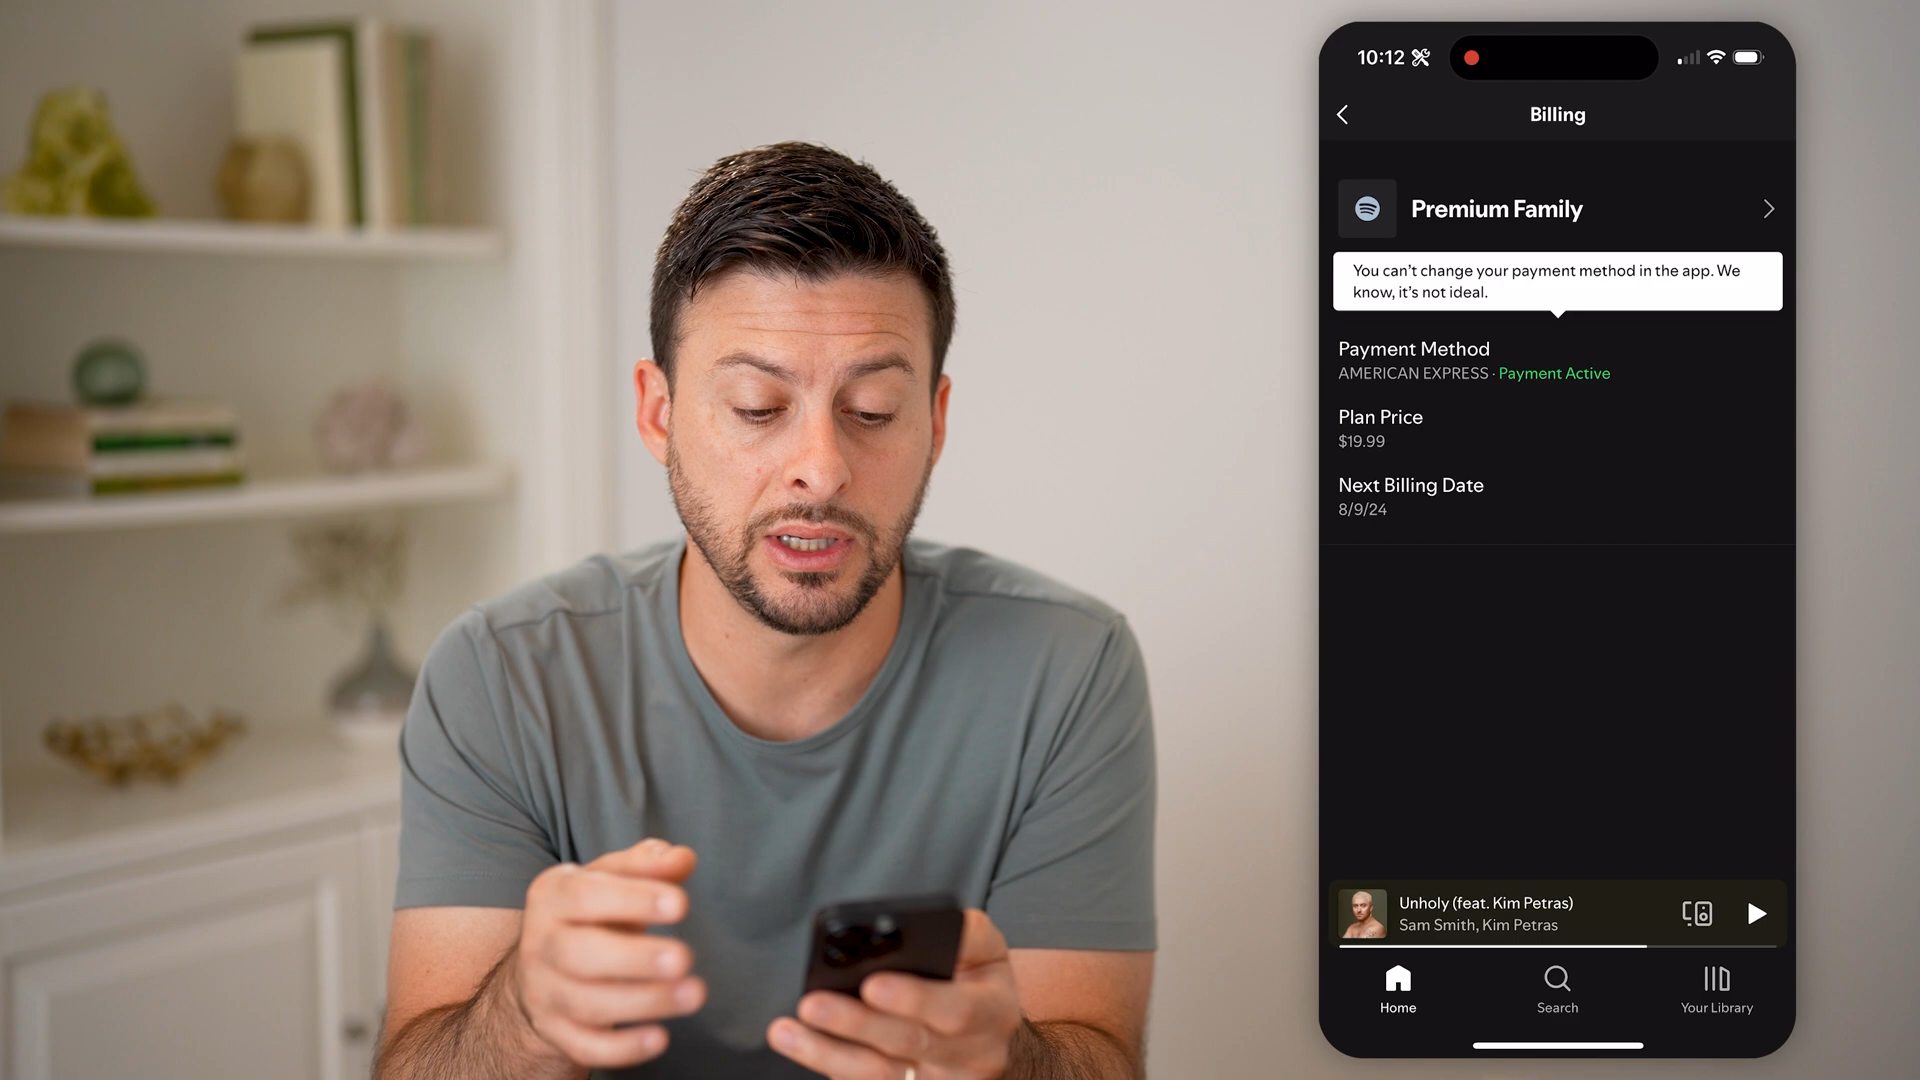 10:12
Billing
Premium Family
You can’t change your payment method in the app. We
know, it’s not ideal.
Payment Method
AMERICAN EXPRESS · Payment Active
Plan Price
$19.99
Next Billing Date
8/9/24
Unholy (feat. Kim Petras)
Sam Smith, Kim Petras
Home
Search
Your Library